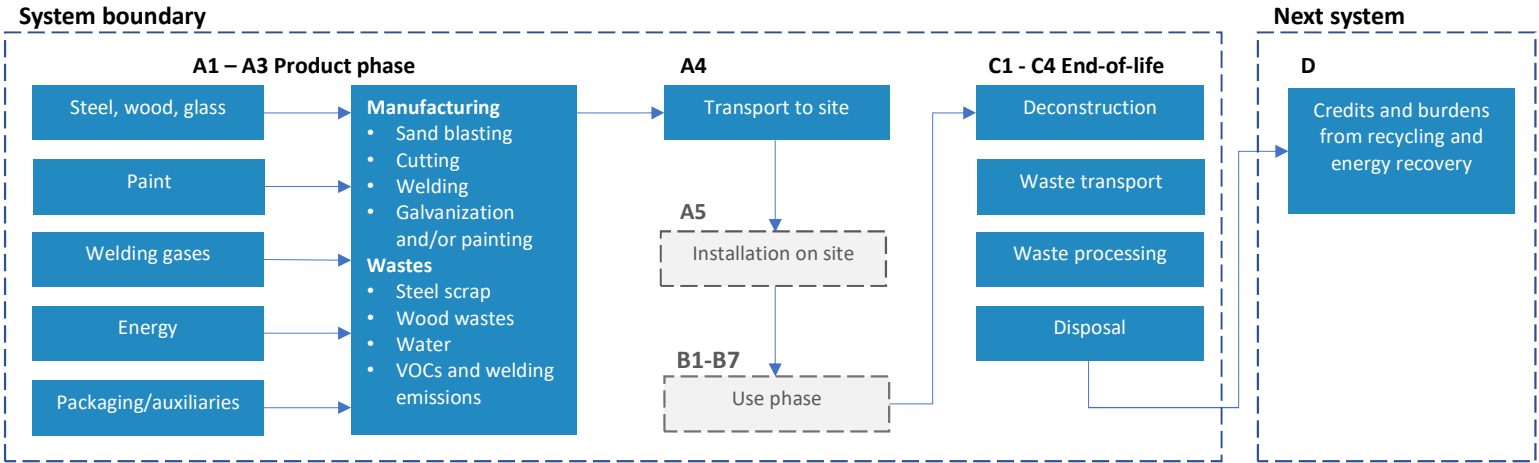 System boundary
Next system
A1 – A3 Product phase
A4
C1 - C4 End-of-life
D
Steel, wood, glass
Paint
Welding gases
Energy
Packaging/auxiliaries
Manufacturing
• Sand blasting
• Cutting
• Welding
• Galvanization
and/or painting
Wastes
• Steel scrap
• Wood wastes
• Water
• VOCs and welding
emissions
Transport to site
A5
Installation on site
B1-B7
Use phase
Deconstruction
Waste transport
Waste processing
Disposal
Credits and burdens
from recycling and
energy recovery